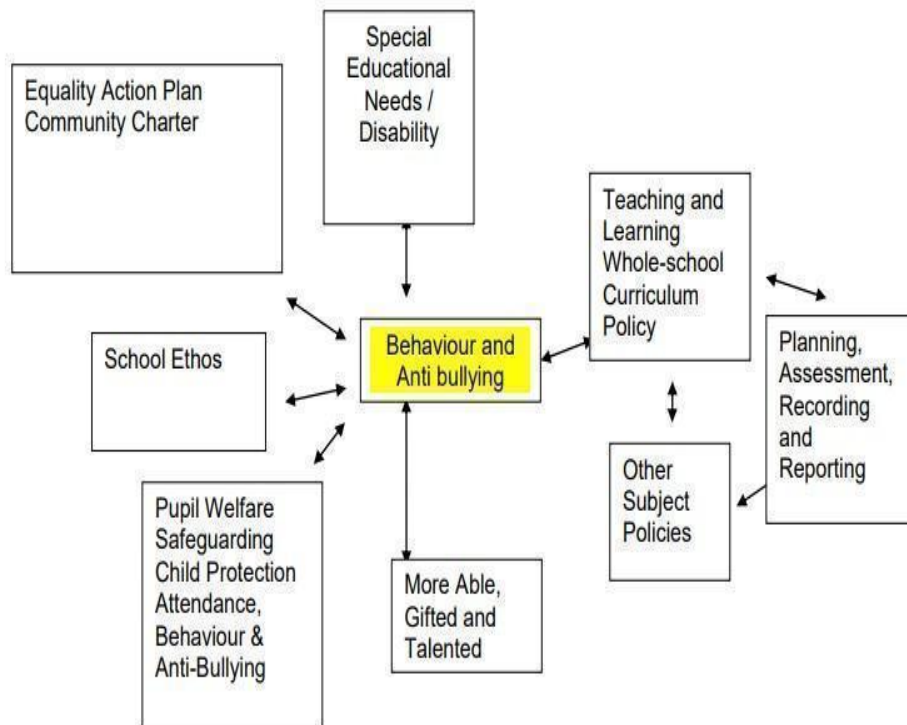 Special
Educational
Needs /
Disability
Equality Action Plan
Community Charter
Teaching and
Learning
Whole-school
Curriculum
Policy
School Ethos
Behaviour and
Anti bullying
Planning,
Assessment,
Recording
and
Reporting
Other
Subject
Policies
Pupil Welfare
Safeguarding
Child Protection
Attendance,
Behaviour &
Anti-Bullying
More Able,
Gifted and
Talented